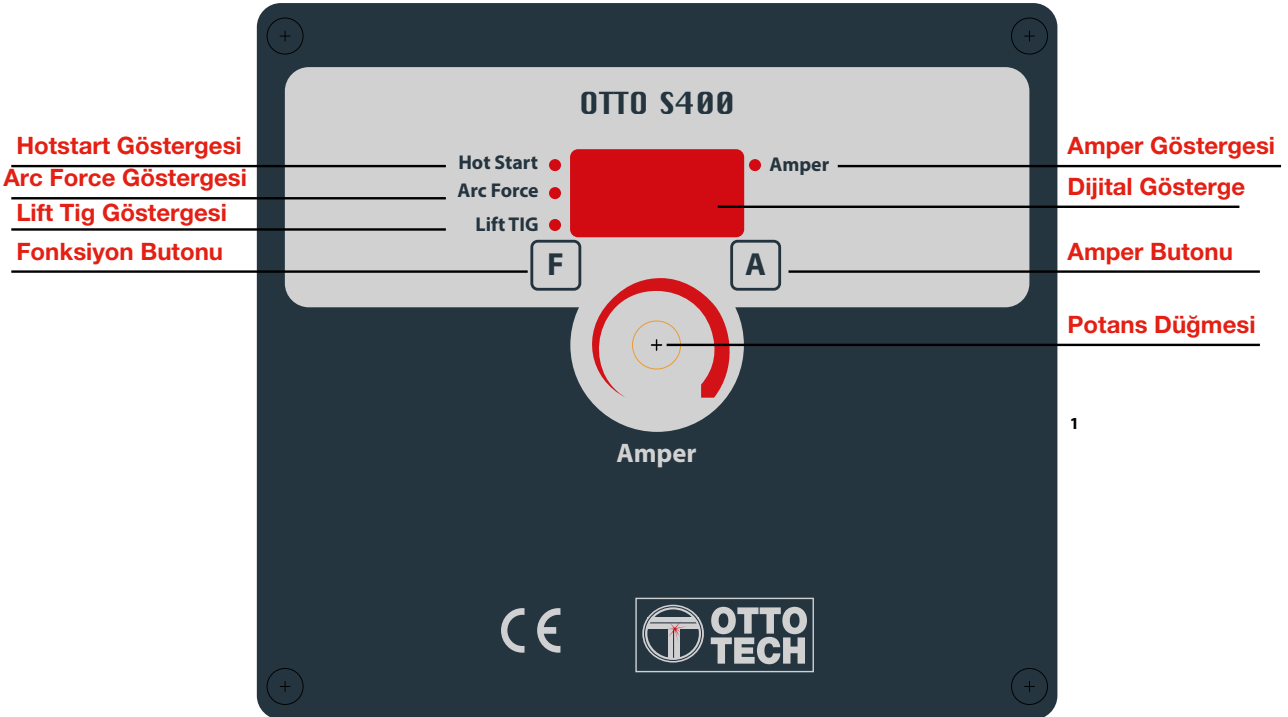 OTTO S400
Hotstart Göstergesi
Arc Force Göstergesi
Lift Tig Göstergesi
Fonksiyon Butonu
Hot Start
Arc Force
Lift TIG
F
Amper
A
Amper Göstergesi
Dijital Gösterge
Amper Butonu
Potans Düğmesi
1
Amper
CE
OTTO
TECH